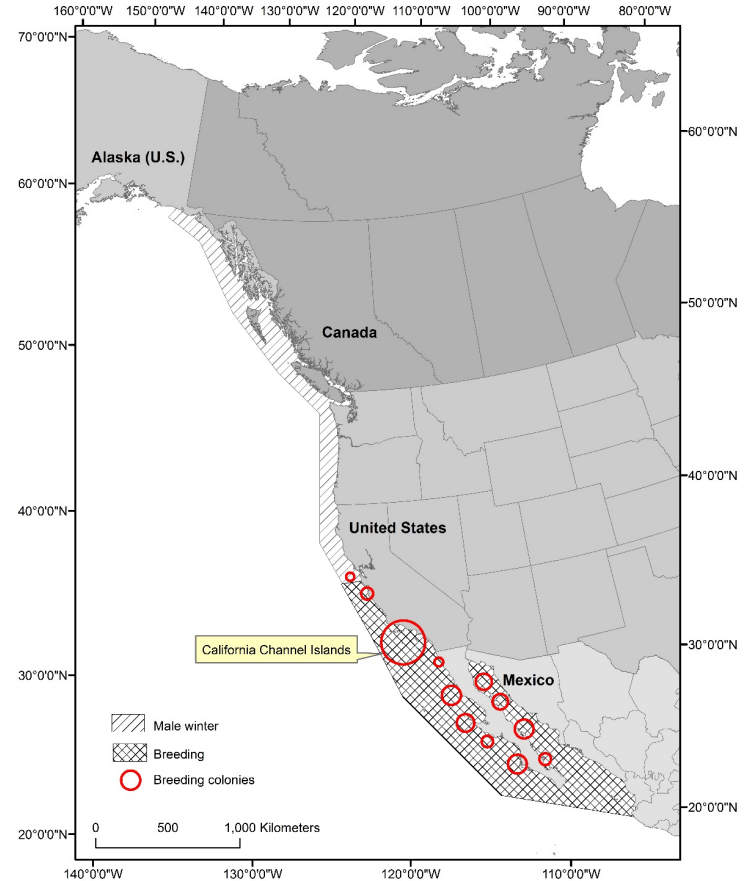 160°0'0"W 150°0'0"W 140°0'0"W 130°0'0"W 120°0'0"W 110°0'0"W 100°0'0"W 90°0'0"W 80°0'0"W
70°0'0"N
60°0'0"N
Alaska (U.S.)
60°0'0"N
50°0'0"N
Canada
50°0'0"N
40°0'0"N
40°0'0"N
United States
30°0'0"N
California Channel Islands
30°0'0"N
Mexico
Male winter
Breeding
Breeding colonies
20°0'0"N
0 500 1,000 Kilometers
20°0'0"N
140°0'0"W 130°0'0"W 120°0'0"W 110°0'0"W